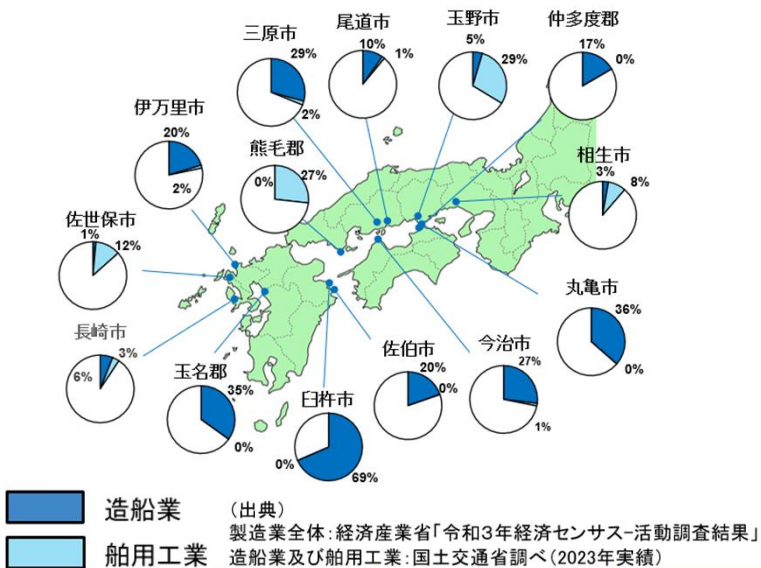 三原市
29%
2%
尾道市
10%
1%
玉野市
5%
29%
仲多度郡
17%
0%
伊万里市
20%
2%
熊毛郡
0%
27%
相生市
3%
8%
佐世保市
1%
12%
丸亀市
36%
0%
長崎市
3%
6%
玉名郡
35%
0%
臼杵市
0%
69%
佐伯市
20%
0%
今治市
27%
1%
造船業
舶用工業
(出典)
製造業全体:経済産業省「令和3年経済センサス-活動調査結果」
造船業及び舶用工業:国土交通省調べ(2023年実績)